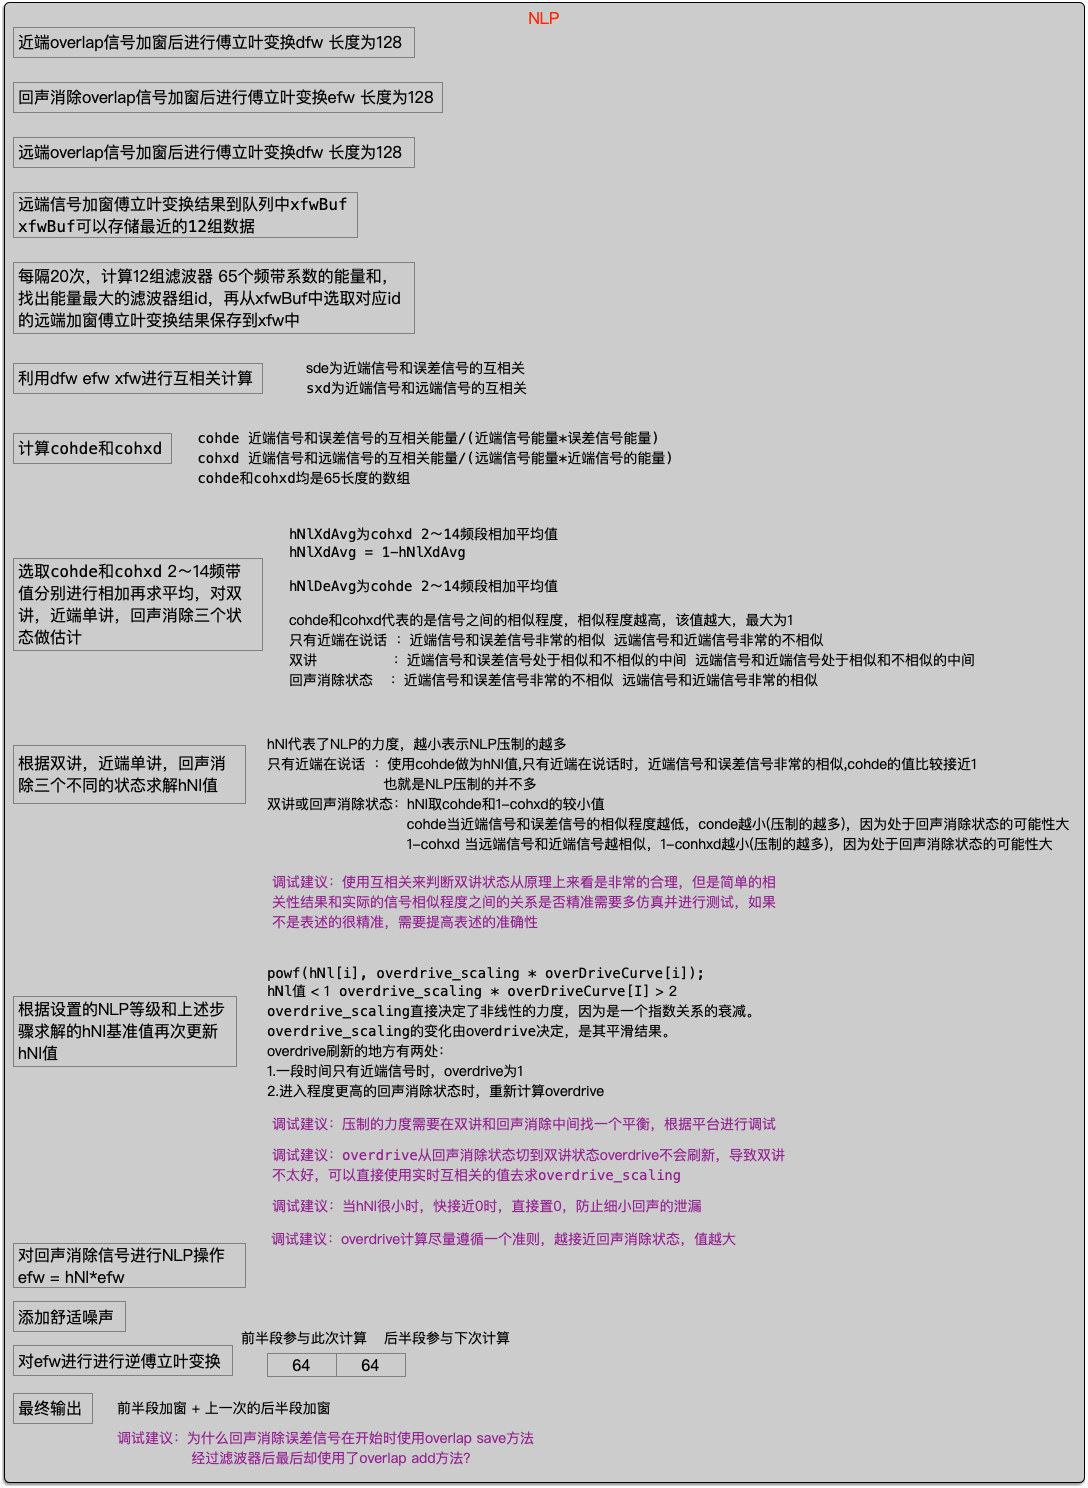 NLP
近端overlap信号加窗后进行傅立叶变换dfw 长度为128
回声消除overlap信号加窗后进行傅立叶变换efw 长度为128
远端overlap信号加窗后进行傅立叶变换dfw 长度为128
远端信号加窗傅立叶变换结果到队列中xfwBuf
xfwBuf可以存储最近的12组数据
每隔20次，计算12组滤波器 65个频带系数的能量和，
找出能量最大的滤波器组id，再从xfwBuf中选取对应id
的远端加窗傅立叶变换结果保存到xfw中
利用dfw efw xfw进行互相关计算
sde为近端信号和误差信号的互相关
sxd为近端信号和远端信号的互相关
计算cohde和cohxd
cohde 近端信号和误差信号的互相关能量/(近端信号能量*误差信号能量)
cohxd 近端信号和远端信号的互相关能量/(远端信号能量*近端信号的能量)
cohde和cohxd均是65长度的数组
选取cohde和cohxd 2～14频带
值分别进行相加再求平均，对双
讲，近端单讲，回声消除三个状
态做估计
hNlXdAvg为cohxd 2～14频段相加平均值
hNlXdAvg = 1-hNlXdAvg
hNlDeAvg为cohde 2～14频段相加平均值
cohde和cohxd代表的是信号之间的相似程度，相似程度越高，该值越大，最大为1
只有近端在说话 ： 近端信号和误差信号非常的相似 远端信号和近端信号非常的不相似
双讲 ： 近端信号和误差信号处于相似和不相似的中间 远端信号和近端信号处于相似和不相似的中间
回声消除状态 ： 近端信号和误差信号非常的不相似 远端信号和近端信号非常的相似
根据双讲，近端单讲，回声消
除三个不同的状态求解hNl值
hNl代表了NLP的力度，越小表示NLP压制的越多
只有近端在说话 ： 使用cohde做为hNl值,只有近端在说话时，近端信号和误差信号非常的相似,cohde的值比较接近1
也就是NLP压制的并不多
双讲或回声消除状态： hNl取cohde和1-cohxd的较小值
cohde当近端信号和误差信号的相似程度越低，conde越小(压制的越多)，因为处于回声消除状态的可能性大
1-cohxd 当远端信号和近端信号越相似，1-conhxd越小(压制的越多)，因为处于回声消除状态的可能性大
调试建议：使用互相关来判断双讲状态从原理上来看是非常的合理，但是简单的相
关性结果和实际的信号相似程度之间的关系是否精准需要多仿真并进行测试，如果
不是表述的很精准，需要提高表述的准确性
根据设置的NLP等级和上述步
骤求解的hNl基准值再次更新
hNl值
powf(hNl[i], overdrive_scaling * overDriveCurve[i]);
hNl值 < 1 overdrive_scaling * overDriveCurve[I] > 2
overdrive_scaling直接决定了非线性的力度，因为是一个指数关系的衰减。
overdrive_scaling的变化由overdrive决定，是其平滑结果。
overdrive刷新的地方有两处：
1.一段时间只有近端信号时，overdrive为1
2.进入程度更高的回声消除状态时，重新计算overdrive
调试建议：压制的力度需要在双讲和回声消除中间找一个平衡，根据平台进行调试
调试建议：overdrive从回声消除状态切到双讲状态overdrive不会刷新，导致双讲
不太好，可以直接使用实时互相关的值去求overdrive_scaling
调试建议：当hNl很小时，快接近0时，直接置0，防止细小回声的泄漏
调试建议：overdrive计算尽量遵循一个准则，越接近回声消除状态，值越大
对回声消除信号进行NLP操作
efw = hNl*efw
添加舒适噪声
对efw进行进行逆傅立叶变换
前半段参与此次计算 后半段参与下次计算
64 64
最终输出
前半段加窗 + 上一次的后半段加窗
调试建议：为什么回声消除误差信号在开始时使用overlap save方法
经过滤波器后最后却使用了overlap add方法?